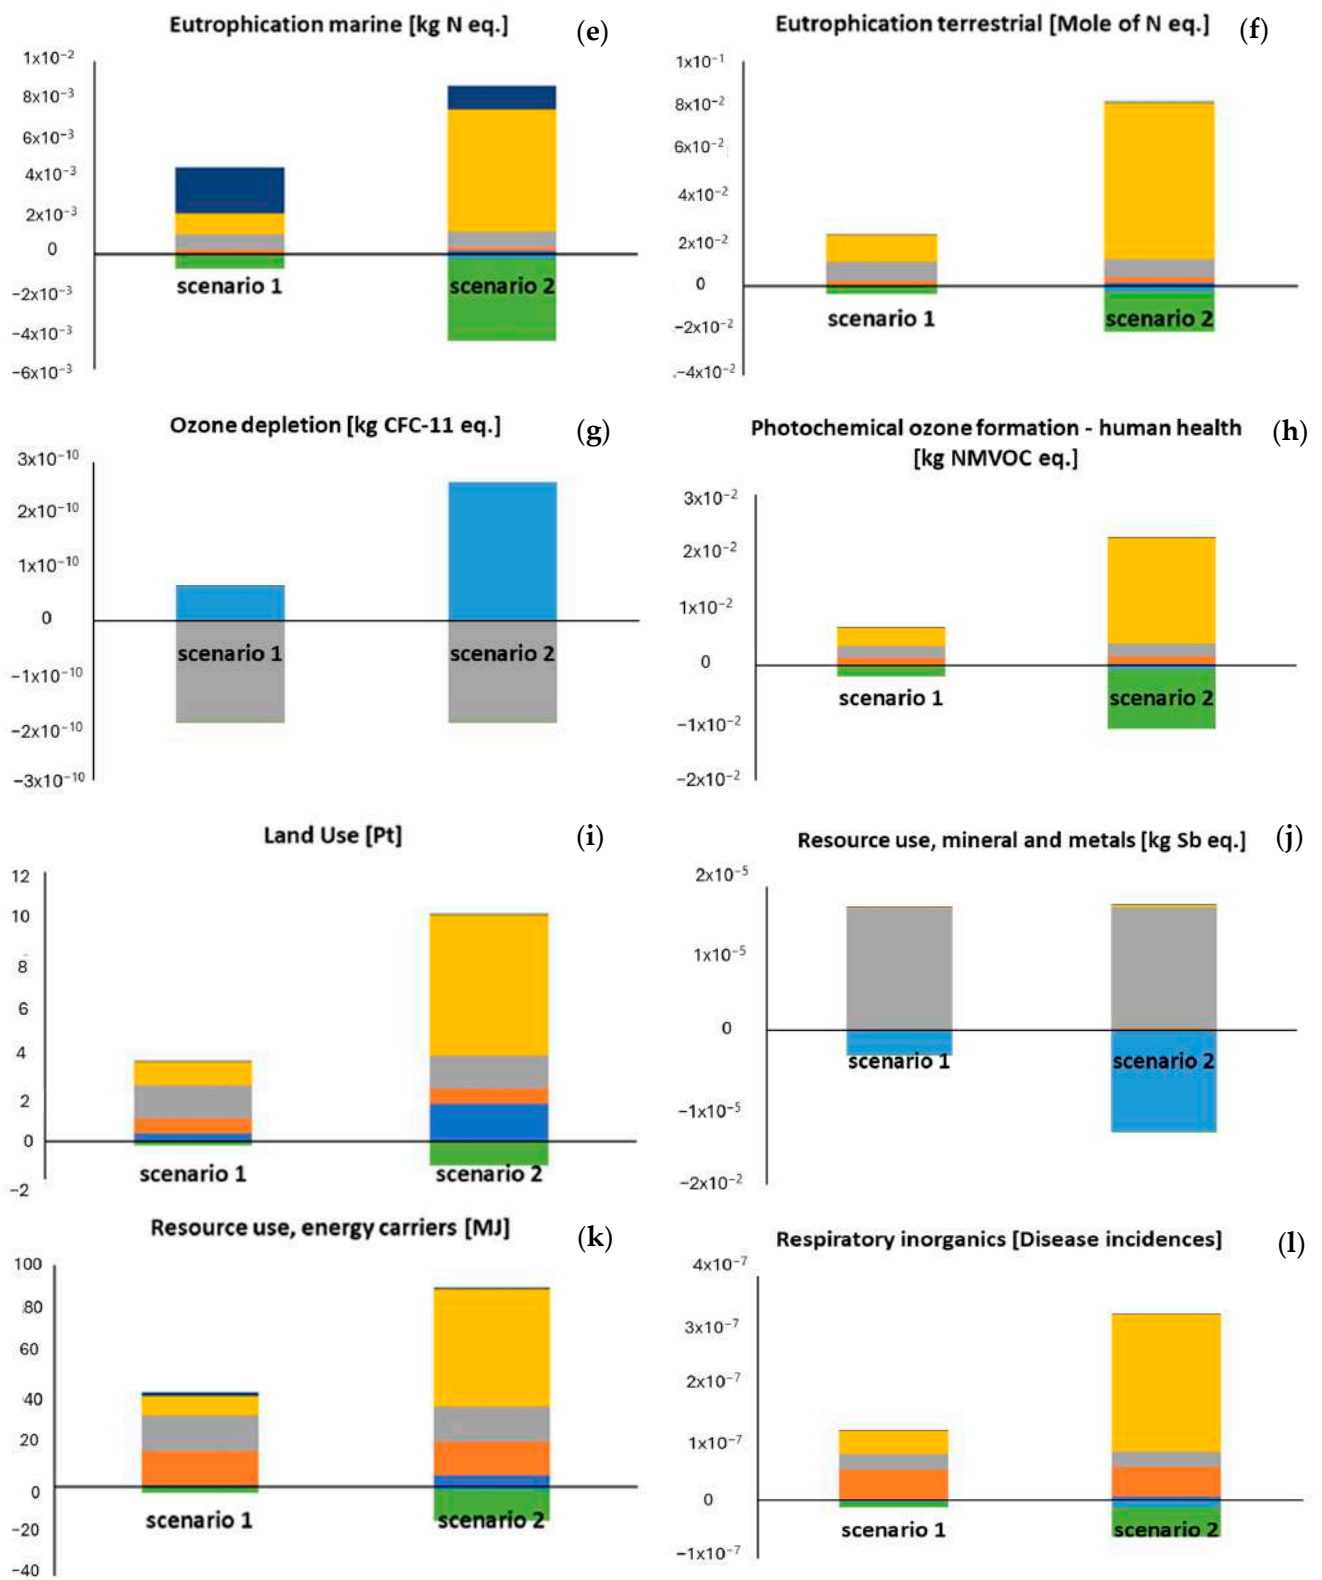 Eutrophication marine [kg N eq.] (e)
1x10⁻²
8x10⁻³
6x10⁻³
4x10⁻³
2x10⁻³
0
−2x10⁻³
−4x10⁻³
−6x10⁻³
scenario 1 scenario 2
Eutrophication terrestrial [Mole of N eq.] (f)
1x10⁻¹
8x10⁻²
6x10⁻²
4x10⁻²
2x10⁻²
0
−2x10⁻²
−4x10⁻²
scenario 1 scenario 2
Ozone depletion [kg CFC-11 eq.] (g)
3x10⁻¹⁰
2x10⁻¹⁰
1x10⁻¹⁰
0
−1x10⁻¹⁰
−2x10⁻¹⁰
−3x10⁻¹⁰
scenario 1 scenario 2
Photochemical ozone formation - human health (h)
[kg NMVOC eq.]
3x10⁻²
2x10⁻²
1x10⁻²
0
−1x10⁻²
−2x10⁻²
scenario 1 scenario 2
Land Use [Pt] (i)
12
10
8
6
4
2
0
−2
scenario 1 scenario 2
Resource use, mineral and metals [kg Sb eq.] (j)
2x10⁻⁵
1x10⁻⁵
0
−1x10⁻⁵
−2x10⁻²
scenario 1 scenario 2
Resource use, energy carriers [MJ] (k)
100
80
60
40
20
0
−20
−40
scenario 1 scenario 2
Respiratory inorganics [Disease incidences] (l)
4x10⁻⁷
3x10⁻⁷
2x10⁻⁷
1x10⁻⁷
0
−1x10⁻⁷
scenario 1 scenario 2